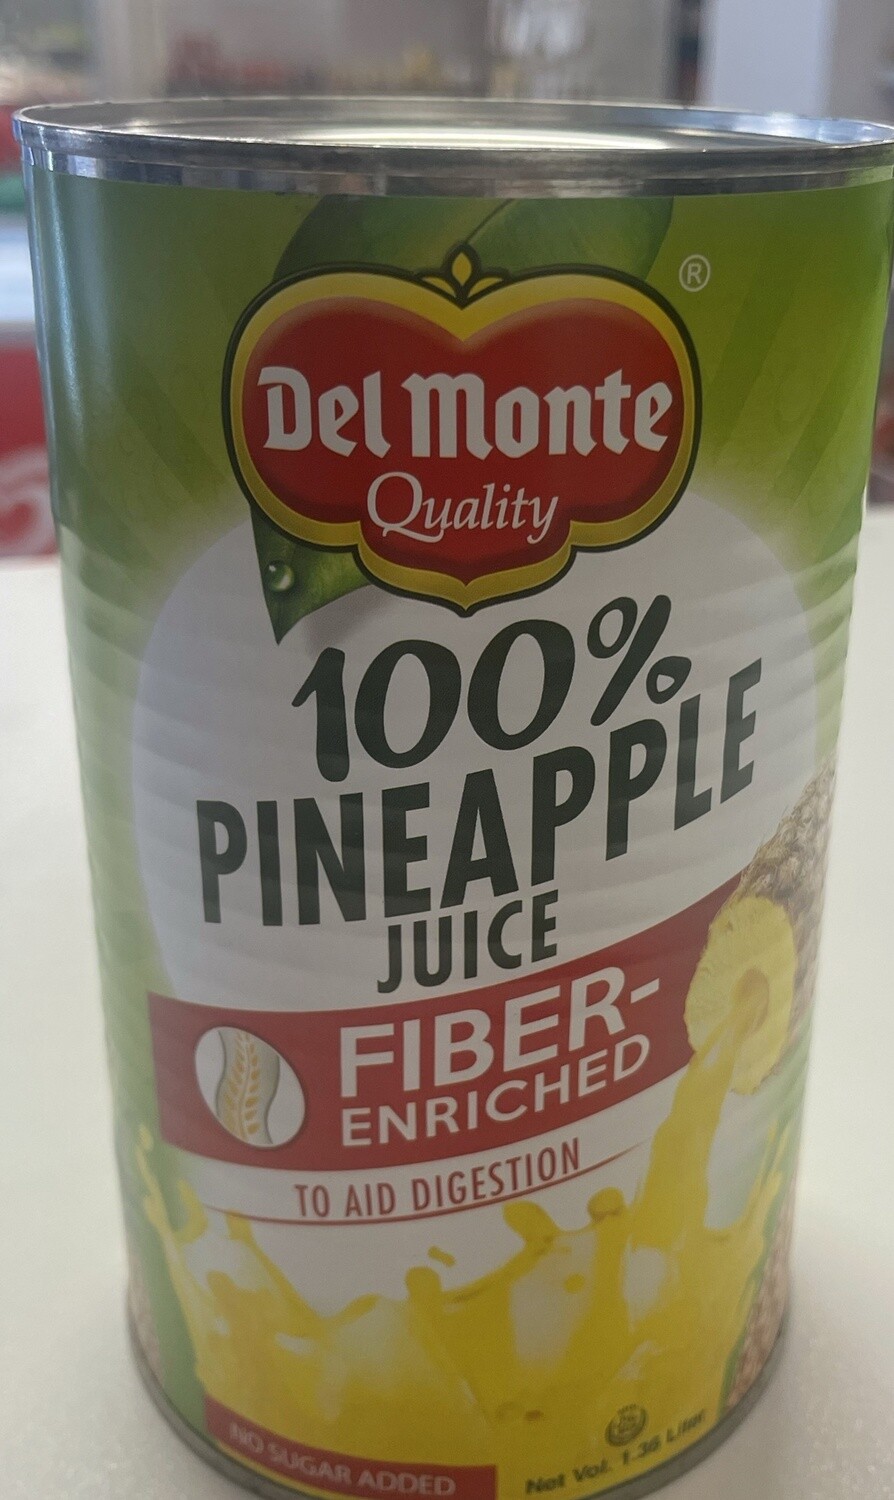 ®
Del Monte
Quality
100%
PINEAPPLE
JUICE
FIBER-
ENRICHED
TO AID DIGESTION
NO SUGAR ADDED
Net Vol. 1.36 Liter